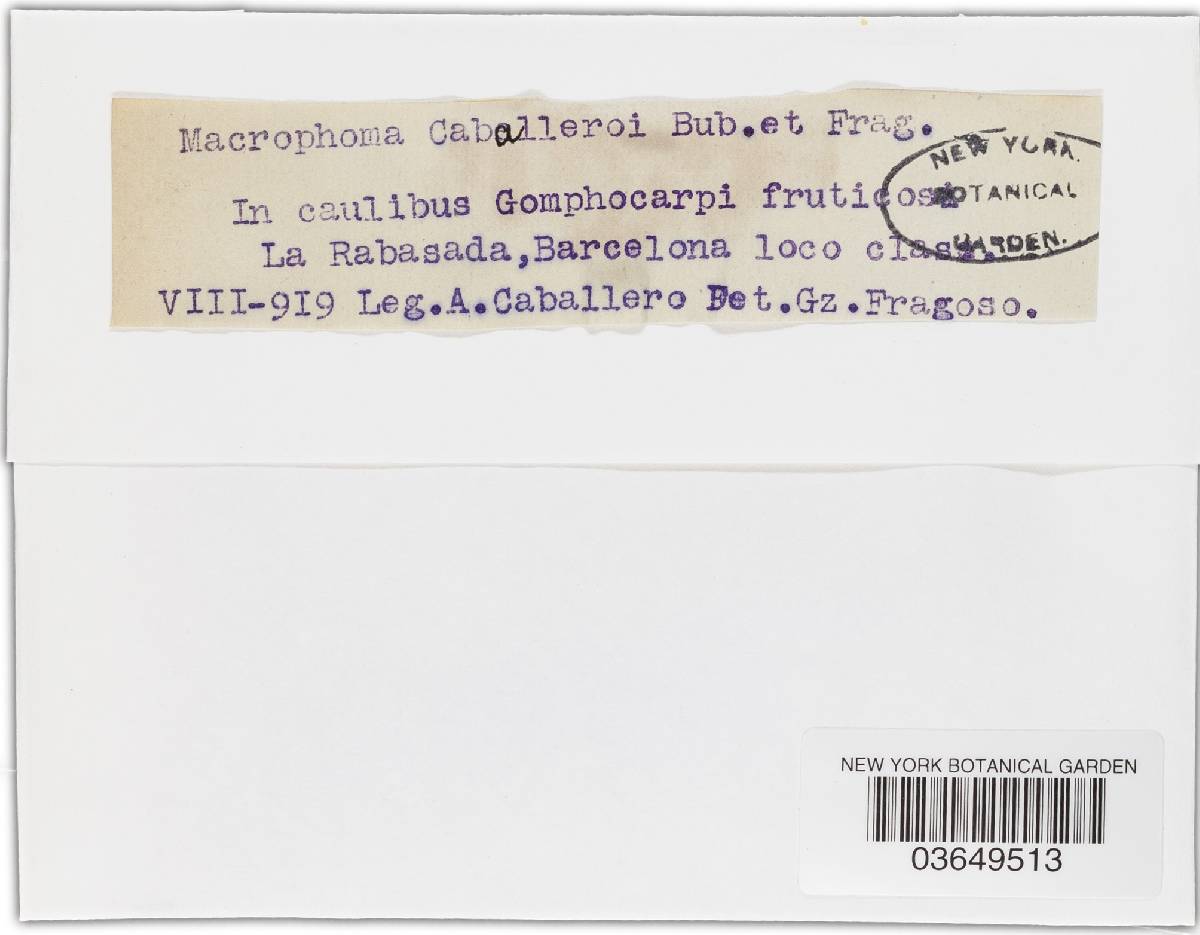 Macrophoma Caballeroi Bub.et Frag.
In caulibus Gomphocarpi fruticosi
La Rabasada,Barcelona loco class.
VIII-9I9 Leg.A.Caballero Det.Gz.Fragoso.
NEW YORK
BOTANICAL
GARDEN.
NEW YORK BOTANICAL GARDEN
03649513